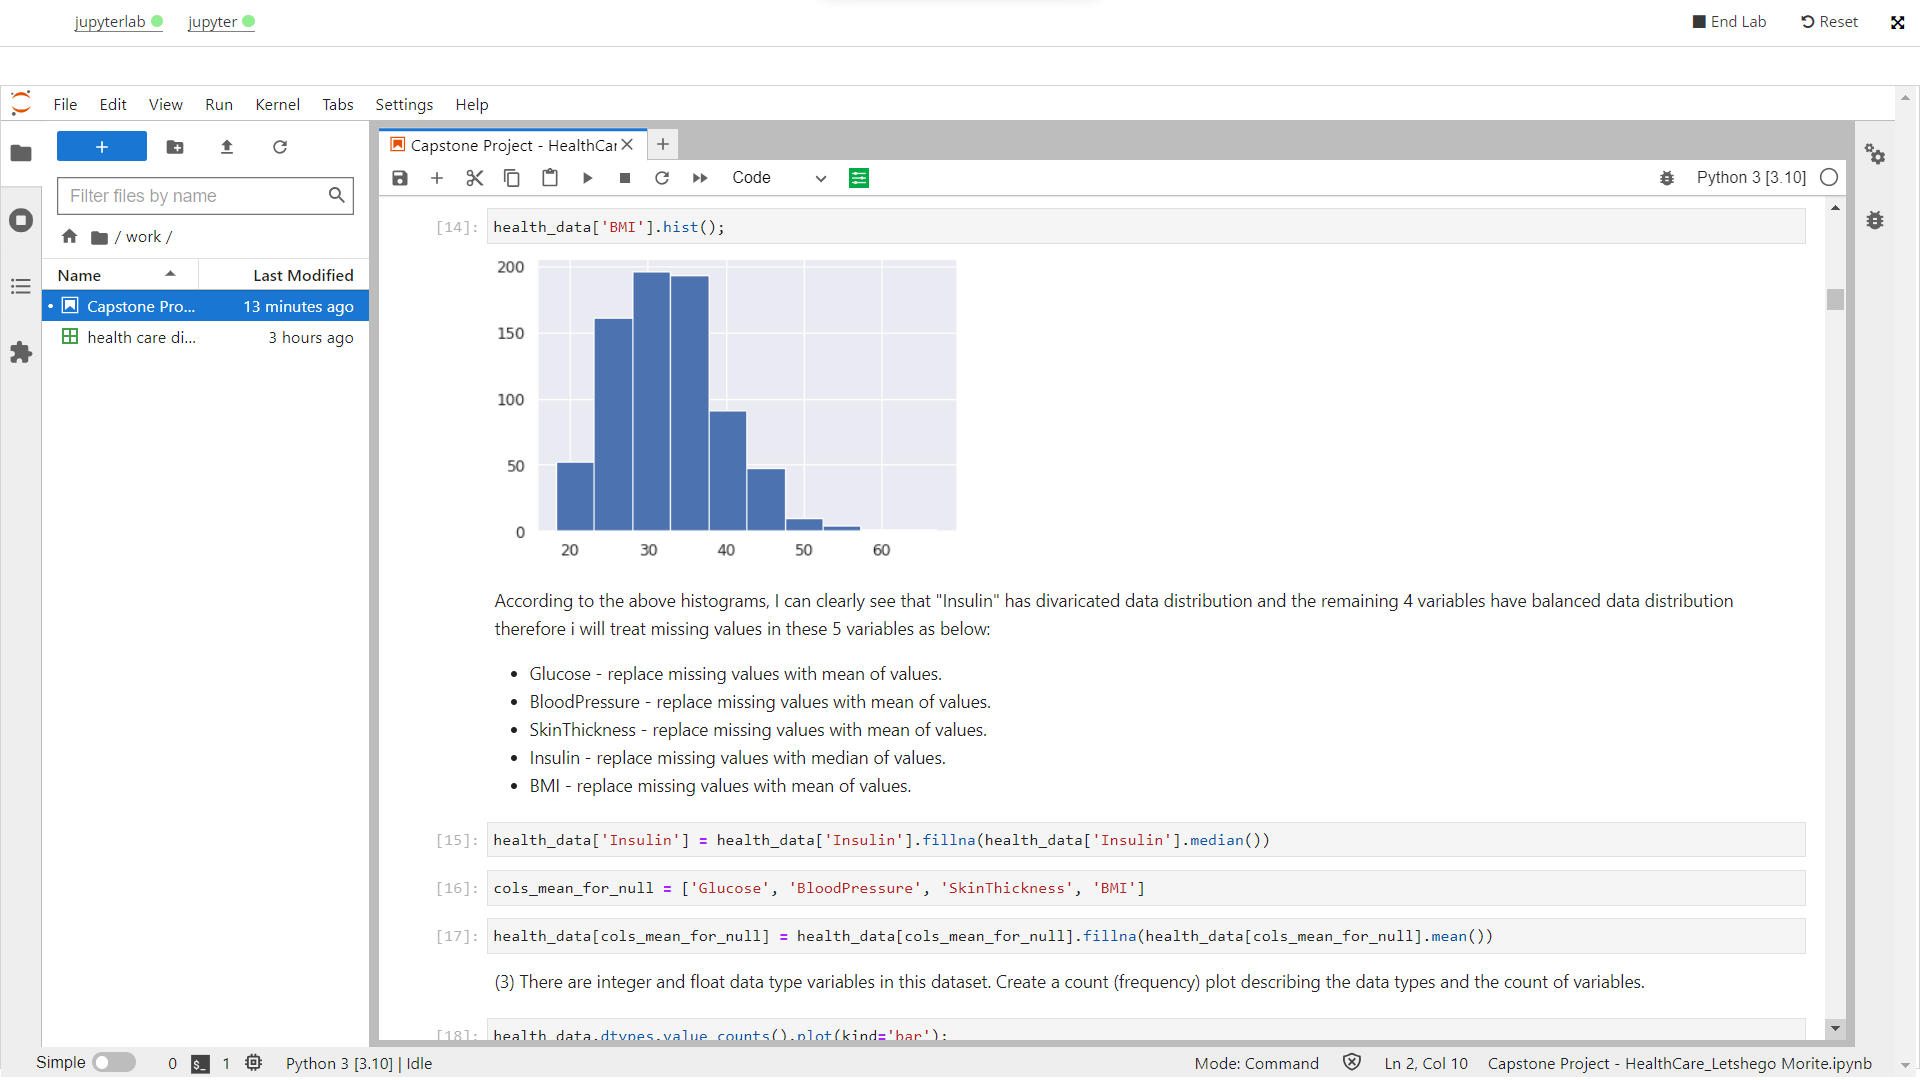 jupyterlab jupyter End Lab Reset
File Edit View Run Kernel Tabs Settings Help
Capstone Project - HealthCar
Code Python 3 [3.10]
Filter files by name
/ work /
Name Last Modified
Capstone Pro... 13 minutes ago
health care di... 3 hours ago
[14]: health_data['BMI'].hist();
200
150
100
50
0
20 30 40 50 60
According to the above histograms, I can clearly see that "Insulin" has divaricated data distribution and the remaining 4 variables have balanced data distribution
therefore i will treat missing values in these 5 variables as below:
• Glucose - replace missing values with mean of values.
• BloodPressure - replace missing values with mean of values.
• SkinThickness - replace missing values with mean of values.
• Insulin - replace missing values with median of values.
• BMI - replace missing values with mean of values.
[15]: health_data['Insulin'] = health_data['Insulin'].fillna(health_data['Insulin'].median())
[16]: cols_mean_for_null = ['Glucose', 'BloodPressure', 'SkinThickness', 'BMI']
[17]: health_data[cols_mean_for_null] = health_data[cols_mean_for_null].fillna(health_data[cols_mean_for_null].mean())
(3) There are integer and float data type variables in this dataset. Create a count (frequency) plot describing the data types and the count of variables.
[18]: health_data.dtypes.value_counts().plot(kind='bar');
Simple 0 $_ 1 Python 3 [3.10] | Idle Mode: Command Ln 2, Col 10 Capstone Project - HealthCare_Letshego Morite.ipynb